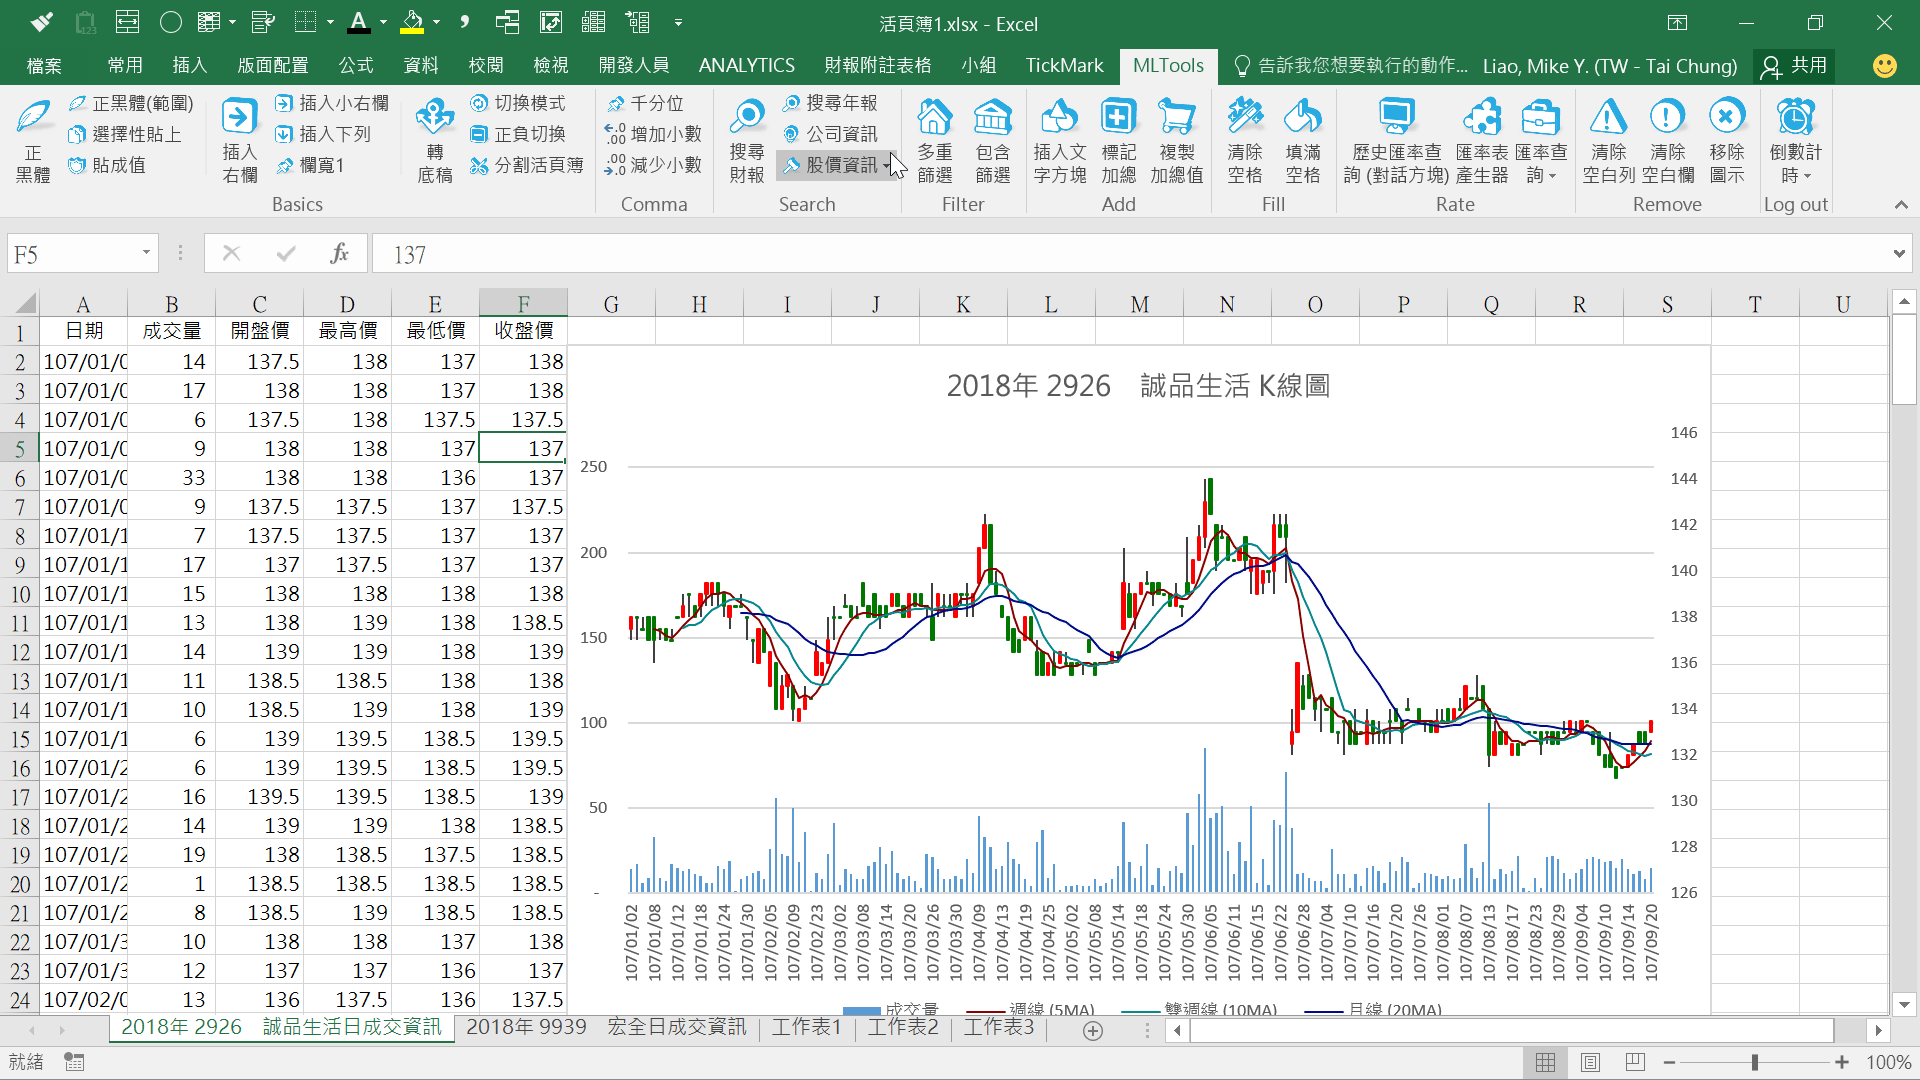 活頁簿1.xlsx - Excel
檔案 常用 插入 版面配置 公式 資料 校閱 檢視 開發人員 ANALYTICS 財報附註表格 小組 TickMark MLTools 告訴我您想要執行的動作... Liao, Mike Y. (TW - Tai Chung) 共用
正黑體
正黑體(範圍)
選擇性貼上
貼成值
插入右欄
插入小右欄
插入下列
欄寬1
轉底稿
切換模式
正負切換
分割活頁簿
Basics
千分位
增加小數
減少小數
Comma
搜尋財報
搜尋年報
公司資訊
股價資訊
Search
多重篩選
包含篩選
Filter
插入文字方塊
標記加總
複製加總值
Add
清除空格
填滿空格
Fill
歷史匯率查詢 (對話方塊)
匯率表產生器
匯率查詢
Rate
清除空白列
清除空白欄
移除圖示
Remove
倒數計時
Log out
F5 fx 137
A B C D E F G H I J K L M N O P Q R S T U
1 日期 成交量 開盤價 最高價 最低價 收盤價
2 107/01/0 14 137.5 138 137 138
3 107/01/0 17 138 138 137 138
4 107/01/0 6 137.5 138 137.5 137.5
5 107/01/0 9 138 138 137 137
6 107/01/0 33 138 138 136 137
7 107/01/0 9 137.5 137.5 137 137.5
8 107/01/1 7 137.5 137.5 137 137
9 107/01/1 17 137 137.5 137 137
10 107/01/1 15 138 138 138 138
11 107/01/1 13 138 139 138 138.5
12 107/01/1 14 139 139 138 139
13 107/01/1 11 138.5 138.5 138 138
14 107/01/1 10 138.5 139 138 139
15 107/01/1 6 139 139.5 138.5 139.5
16 107/01/2 6 139 139.5 138.5 139.5
17 107/01/2 16 139.5 139.5 138.5 139
18 107/01/2 14 139 139 138 138.5
19 107/01/2 19 138 138.5 137.5 138.5
20 107/01/2 1 138.5 138.5 138.5 138.5
21 107/01/2 8 138.5 139 138.5 138.5
22 107/01/3 10 138 138 137 138
23 107/01/3 12 137 137 136 137
24 107/02/0 13 136 137.5 136 137.5
2018年 2926 誠品生活 K線圖
250
200
150
100
50
-
146
144
142
140
138
136
134
132
130
128
126
107/01/02
107/01/08
107/01/12
107/01/18
107/01/24
107/01/30
107/02/05
107/02/09
107/02/23
107/03/02
107/03/08
107/03/14
107/03/20
107/03/26
107/03/30
107/04/09
107/04/13
107/04/19
107/04/25
107/05/02
107/05/08
107/05/14
107/05/18
107/05/24
107/05/30
107/06/05
107/06/11
107/06/15
107/06/22
107/06/28
107/07/04
107/07/10
107/07/16
107/07/20
107/07/26
107/08/01
107/08/07
107/08/13
107/08/17
107/08/23
107/08/29
107/09/04
107/09/10
107/09/14
107/09/20
成交量 週線 (5MA) 雙週線 (10MA) 月線 (20MA)
2018年 2926 誠品生活日成交資訊 2018年 9939 宏全日成交資訊 工作表1 工作表2 工作表3
就緒 100%